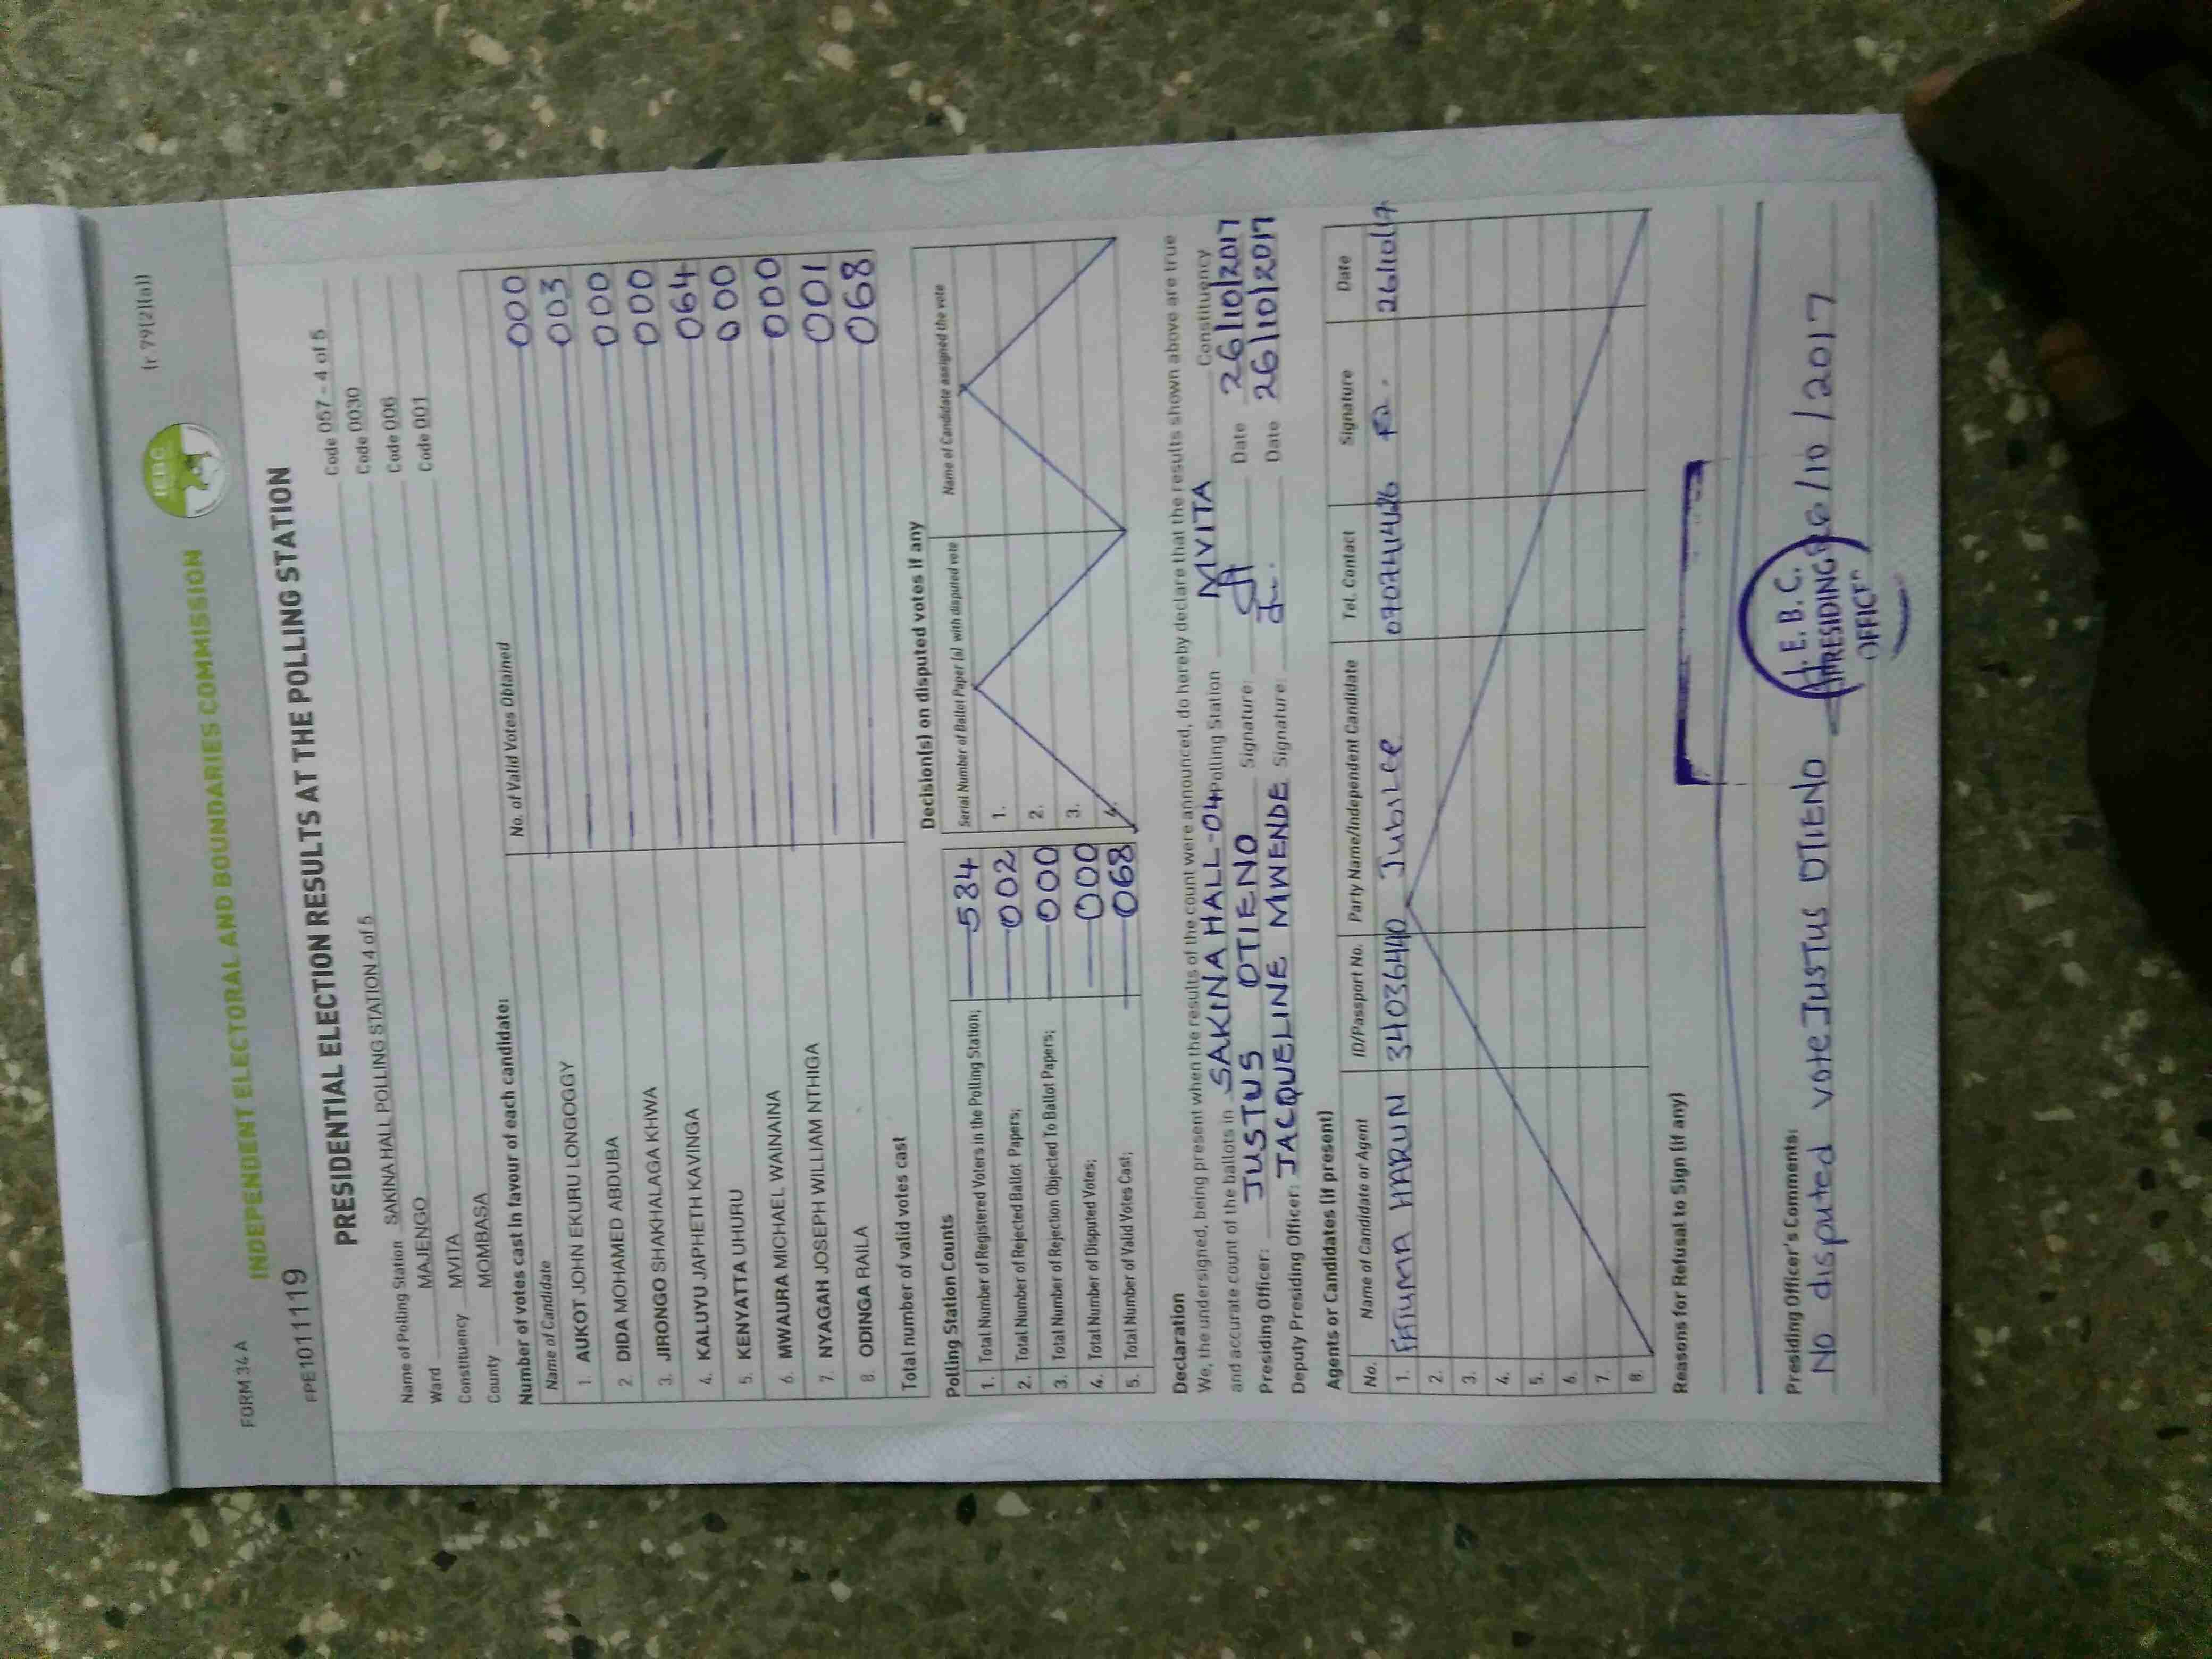 FORM 34 A
(r 79(2)(a))
INDEPENDENT ELECTORAL AND BOUNDARIES COMMISSION
IEBC
PRESIDENTIAL ELECTION RESULTS AT THE POLLING STATION
Name of Polling Station SAKINA HALL POLLING STATION 4 of 5 Code 057 - 4 of 5
Ward MAJENGO Code 0030
Constituency MVITA Code 006
County MOMBASA Code 001
Number of votes cast in favour of each candidate:
Name of Candidate No. of Valid Votes Obtained
1. AUKOT JOHN EKURU LONGOGGY 000
2. DIDA MOHAMED ABDUBA 003
3. JIRONGO SHAKHALAGA KHWA 000
4. KALUYU JAPHETH KAVINGA 000
5. KENYATTA UHURU 064
6. MWAURA MICHAEL WAINAINA 000
7. NYAGAH JOSEPH WILLIAM NTHIGA 000
8. ODINGA RAILA 001
Total number of valid votes cast 068
Polling Station Counts
1. Total Number of Registered Voters in the Polling Station; 584
2. Total Number of Rejected Ballot Papers; 002
3. Total Number of Rejection Objected To Ballot Papers; 000
4. Total Number of Disputed Votes; 000
5. Total Number of Valid Votes Cast; 068
Decision(s) on disputed votes if any
Serial Number of Ballot Paper (s) with disputed vote Name of Candidate assigned the vote
1.
2.
3.
4.
Declaration
We, the undersigned, being present when the results of the count were announced, do hereby declare that the results shown above are true
and accurate count of the ballots in SAKINA HALL-04 Polling Station MVITA Constituency
Presiding Officer: JUSTUS OTIENO Signature: Date 26/10/2017
Deputy Presiding Officer: JACQUELINE MWENDE Signature: Date 26/10/2017
Agents or Candidates (if present)
No. Name of Candidate or Agent ID/Passport No. Party Name/Independent Candidate Tel. Contact Signature Date
1. FATUMA HARUN 34036440 Jubilee 26/10/17
2.
3.
4.
5.
6.
7.
8.
Reasons for Refusal to Sign (if any)
Presiding Officer's Comments:
No disputed vote JUSTUS OTIENO 26/10/2017
I. E. B. C.
PRESIDING